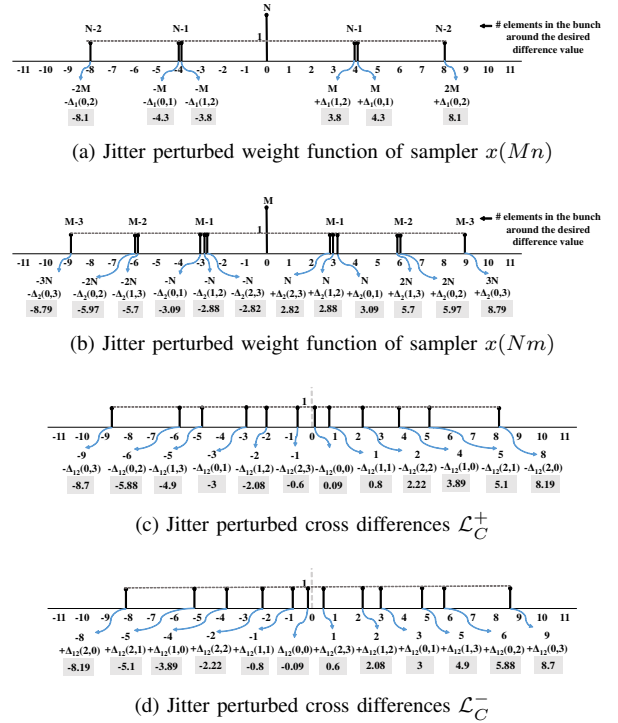 N
N-2 N-1 N-1 N-2
1
# elements in the bunch
around the desired
difference value
-11 -10 -9 -8 -7 -6 -5 -4 -3 -2 -1 0 1 2 3 4 5 6 7 8 9 10 11
-2M -M -M M M 2M
-Δ₁(0,2) -Δ₁(0,1) -Δ₁(1,2) +Δ₁(1,2) +Δ₁(0,1) +Δ₁(0,2)
-8.1 -4.3 -3.8 3.8 4.3 8.1
(a) Jitter perturbed weight function of sampler x(Mn)
M
M-3 M-2 M-1 M-1 M-2 M-3
1
# elements in the bunch
around the desired
difference value
-11 -10 -9 -8 -7 -6 -5 -4 -3 -2 -1 0 1 2 3 4 5 6 7 8 9 10 11
-3N -2N -2N -N -N -N N N N 2N 2N 3N
-Δ₂(0,3) -Δ₂(0,2) -Δ₂(1,3) -Δ₂(0,1) -Δ₂(1,2) -Δ₂(2,3) +Δ₂(2,3) +Δ₂(1,2) +Δ₂(0,1) +Δ₂(1,3) +Δ₂(0,2) +Δ₂(0,3)
-8.79 -5.97 -5.7 -3.09 -2.88 -2.82 2.82 2.88 3.09 5.7 5.97 8.79
(b) Jitter perturbed weight function of sampler x(Nm)
1
-11 -10 -9 -8 -7 -6 -5 -4 -3 -2 -1 0 1 2 3 4 5 6 7 8 9 10 11
-9 -6 -5 -3 -2 -1 1 2 4 5 8
-Δ₁₂(0,3) -Δ₁₂(0,2) -Δ₁₂(1,3) -Δ₁₂(0,1) -Δ₁₂(1,2) -Δ₁₂(2,3) -Δ₁₂(0,0) -Δ₁₂(1,1) -Δ₁₂(2,2) -Δ₁₂(1,0) -Δ₁₂(2,1) -Δ₁₂(2,0)
-8.7 -5.88 -4.9 -3 -2.08 -0.6 0.09 0.8 2.22 3.89 5.1 8.19
(c) Jitter perturbed cross differences 𝓛_C^+
1
-11 -10 -9 -8 -7 -6 -5 -4 -3 -2 -1 0 1 2 3 4 5 6 7 8 9 10 11
-8 -5 -4 -2 -1 1 2 3 5 6 9
+Δ₁₂(2,0) +Δ₁₂(2,1) +Δ₁₂(1,0) +Δ₁₂(2,2) +Δ₁₂(1,1) Δ₁₂(0,0) +Δ₁₂(2,3) +Δ₁₂(1,2) +Δ₁₂(0,1) +Δ₁₂(1,3) +Δ₁₂(0,2) +Δ₁₂(0,3)
-8.19 -5.1 -3.89 -2.22 -0.8 -0.09 0.6 2.08 3 4.9 5.88 8.7
(d) Jitter perturbed cross differences 𝓛_C^−